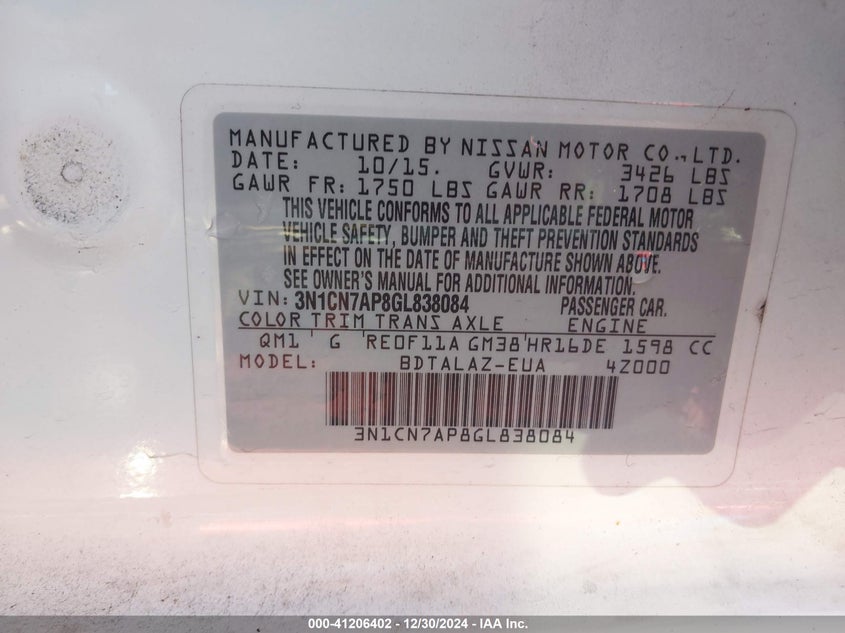 MANUFACTURED BY NISSAN MOTOR CO., LTD.
DATE: 10/15. GVWR: 3426 LBS
GAWR FR: 1750 LBS GAWR RR: 1708 LBS
THIS VEHICLE CONFORMS TO ALL APPLICABLE FEDERAL MOTOR
VEHICLE SAFETY, BUMPER AND THEFT PREVENTION STANDARDS
IN EFFECT ON THE DATE OF MANUFACTURE SHOWN ABOVE.
SEE OWNER'S MANUAL FOR ADDITIONAL INFORMATION.
VIN: 3N1CN7AP8GL838084 PASSENGER CAR.
COLOR TRIM TRANS AXLE ENGINE
QM1 G RE0F11A GM38 HR16DE 1598 CC
MODEL: BDTALAZ-EUA 4Z000
3N1CN7AP8GL838084
000-41206402 - 12/30/2024 - IAA Inc.